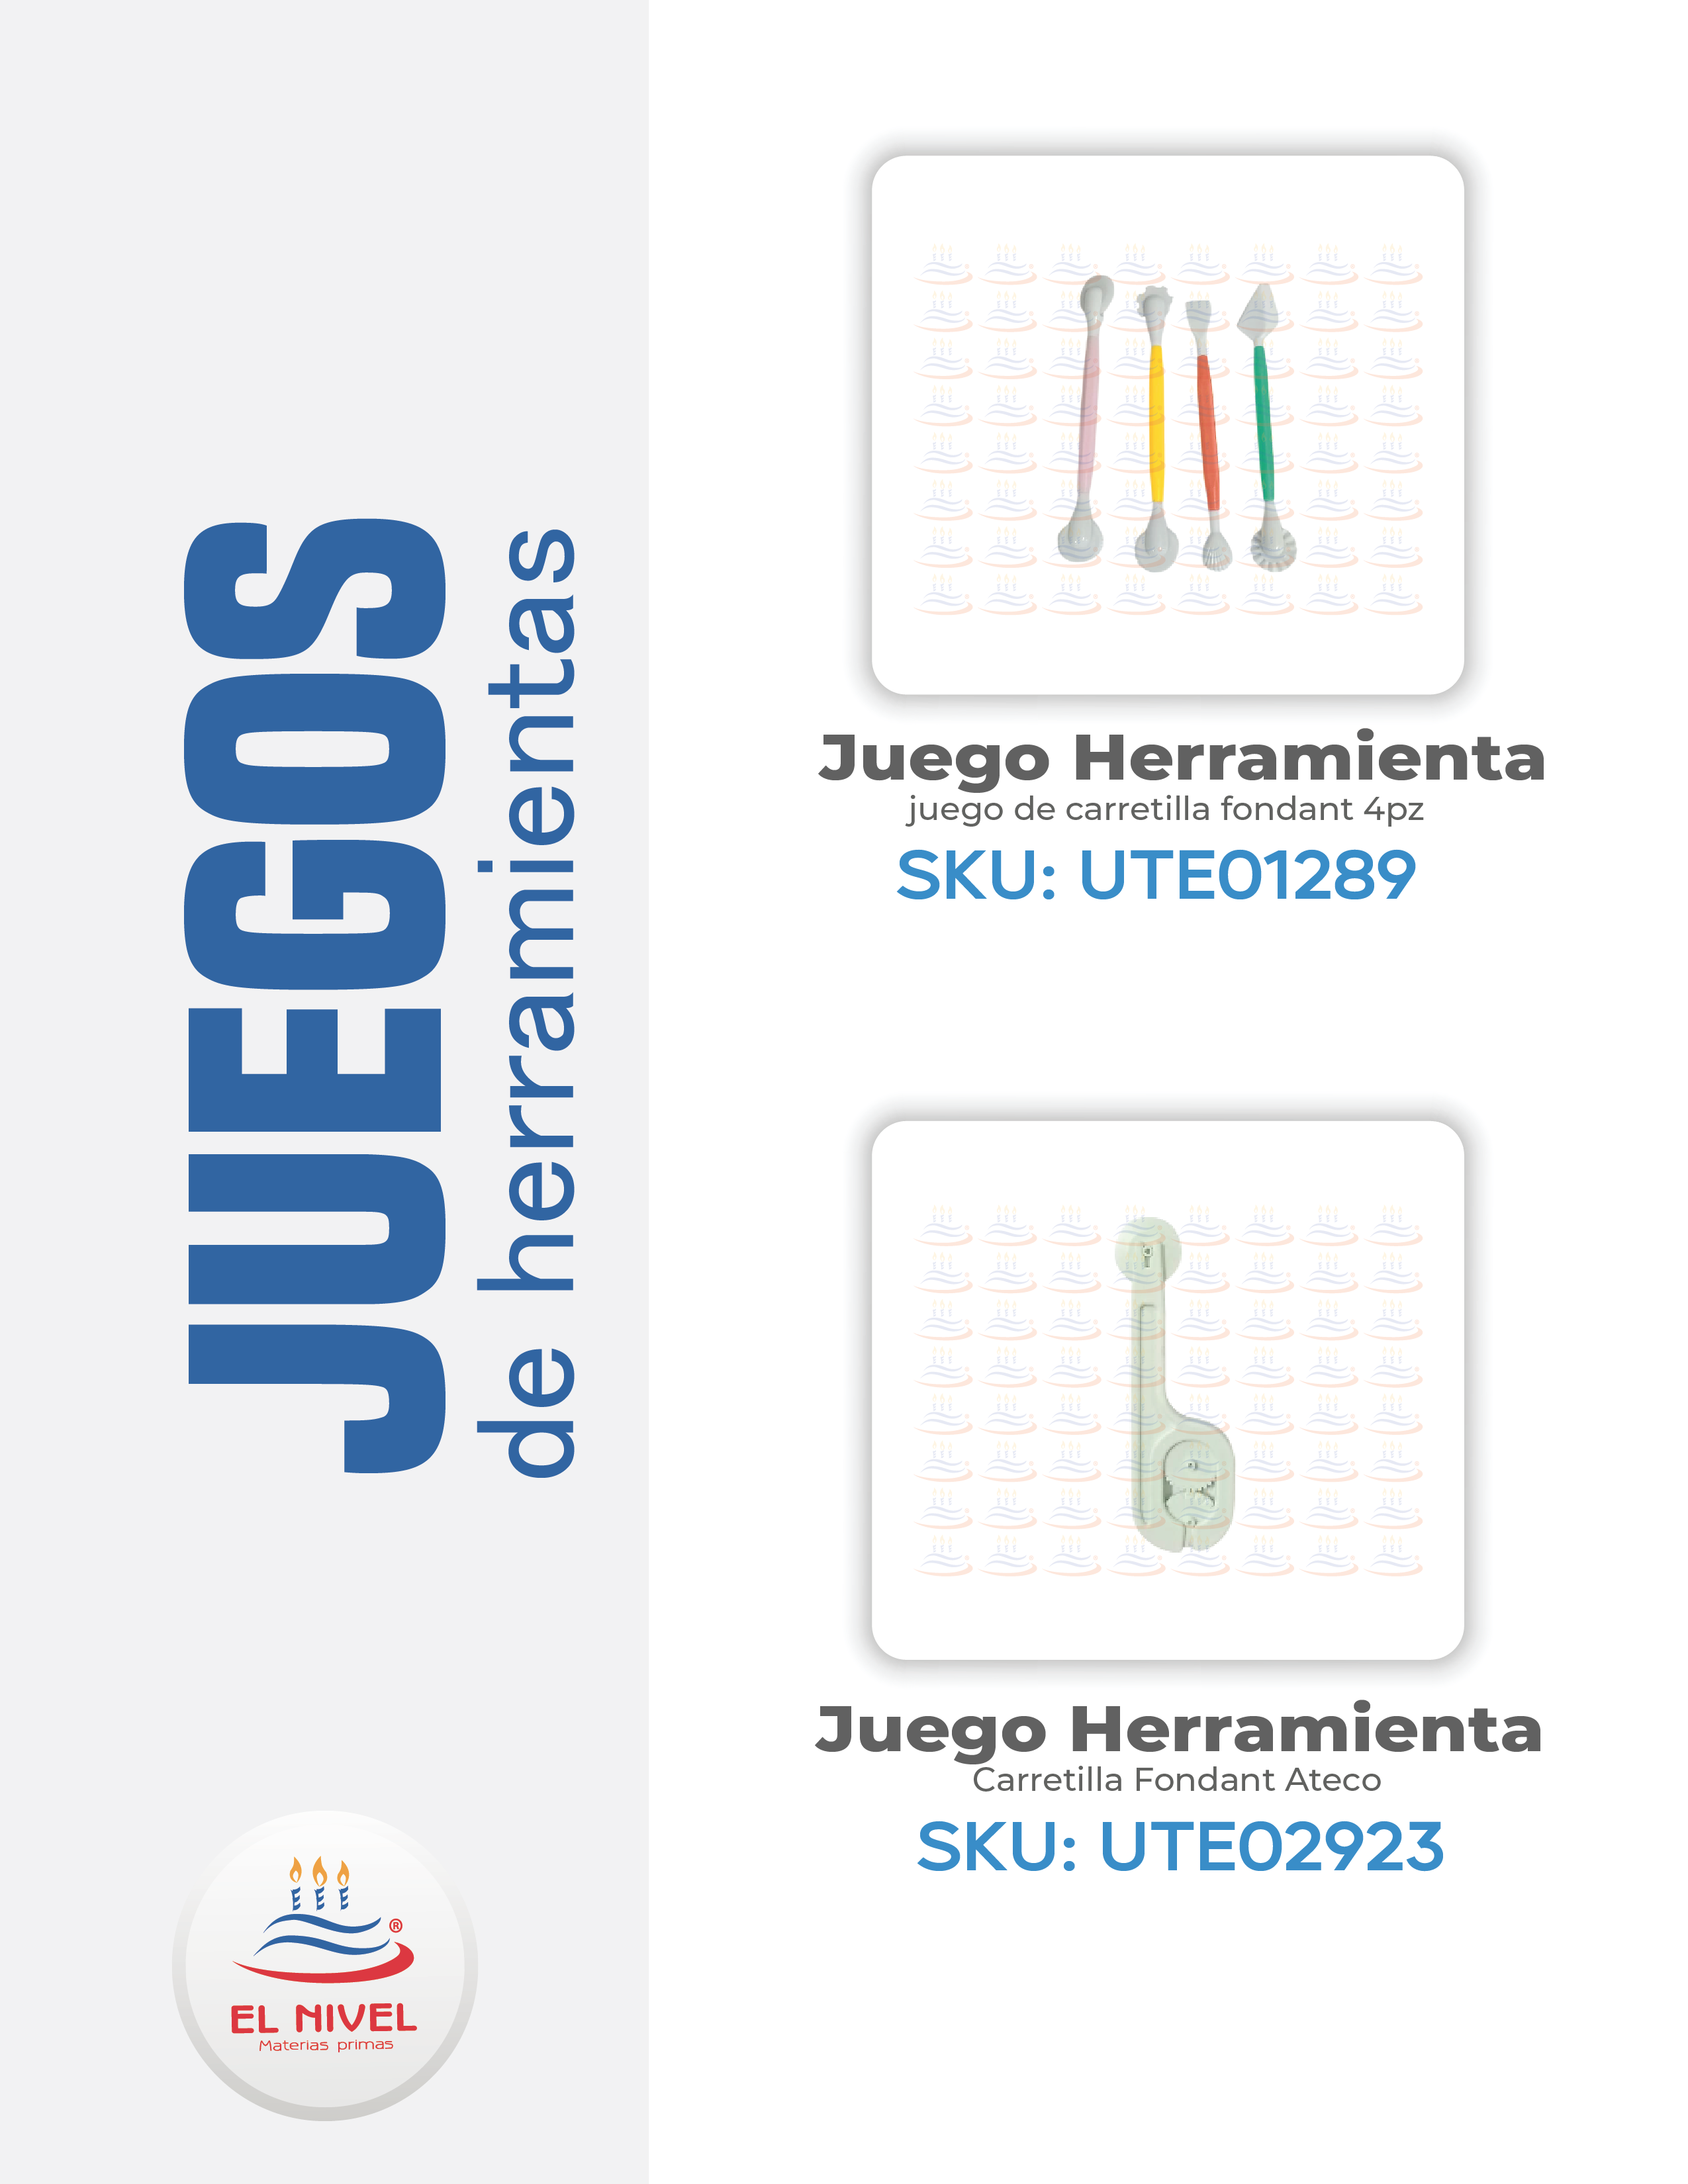 JUEGOS
de herramientas
Juego Herramienta
juego de carretilla fondant 4pz
SKU: UTE01289
Juego Herramienta
Carretilla Fondant Ateco
SKU: UTE02923
®
EL NIVEL
Materias primas